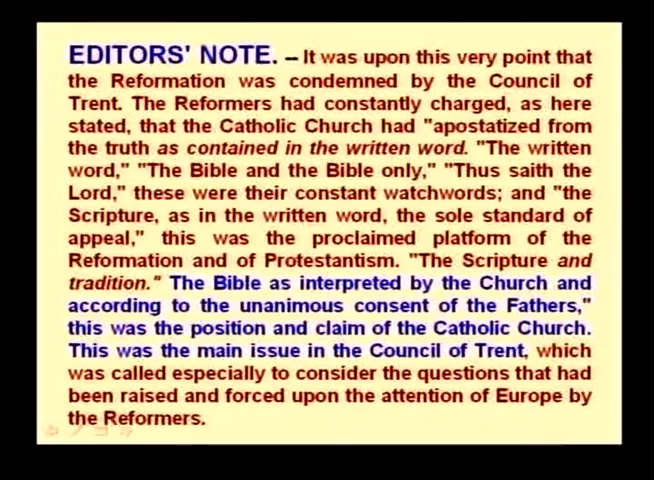 EDITORS' NOTE. – It was upon this very point that
the Reformation was condemned by the Council of
Trent. The Reformers had constantly charged, as here
stated, that the Catholic Church had "apostatized from
the truth as contained in the written word. "The written
word," "The Bible and the Bible only," "Thus saith the
Lord," these were their constant watchwords; and "the
Scripture, as in the written word, the sole standard of
appeal," this was the proclaimed platform of the
Reformation and of Protestantism. "The Scripture and
tradition." The Bible as interpreted by the Church and
according to the unanimous consent of the Fathers,"
this was the position and claim of the Catholic Church.
This was the main issue in the Council of Trent, which
was called especially to consider the questions that had
been raised and forced upon the attention of Europe by
the Reformers.